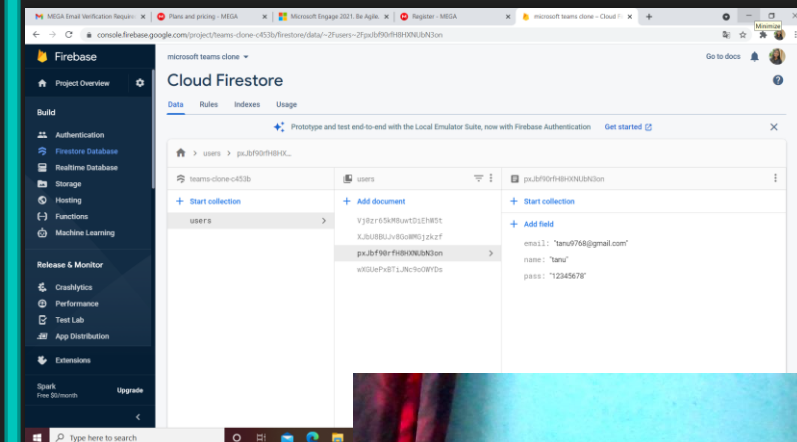 MEGA Email Verification Require
Plans and pricing - MEGA
Microsoft Engage 2021. Be Agile.
Register - MEGA
microsoft teams clone – Cloud Fi
Minimize
console.firebase.google.com/project/teams-clone-c453b/firestore/data/~2Fusers~2FpxJbf90rfH8HXNUbN3on
Firebase
microsoft teams clone
Go to docs
Project Overview
Cloud Firestore
Data Rules Indexes Usage
Build
Prototype and test end-to-end with the Local Emulator Suite, now with Firebase Authentication Get started
Authentication
Firestore Database
Realtime Database
Storage
Hosting
Functions
Machine Learning
users > pxJbf90rfH8HX...
teams-clone-c453b
users
pxJbf90rfH8HXNUbN3on
+ Start collection
+ Add document
+ Start collection
users
Vj8zr65kM8uwtDiEhW5t
XJbU8BUJv8GoWMGjzkzf
pxJbf90rfH8HXNUbN3on
wXGUePxBTiJNc9oOWYDs
+ Add field
email: "tanu9768@gmail.com"
name: "tanu"
pass: "12345678"
Release & Monitor
Crashlytics
Performance
Test Lab
App Distribution
Extensions
Spark
Free $0/month
Upgrade
Type here to search